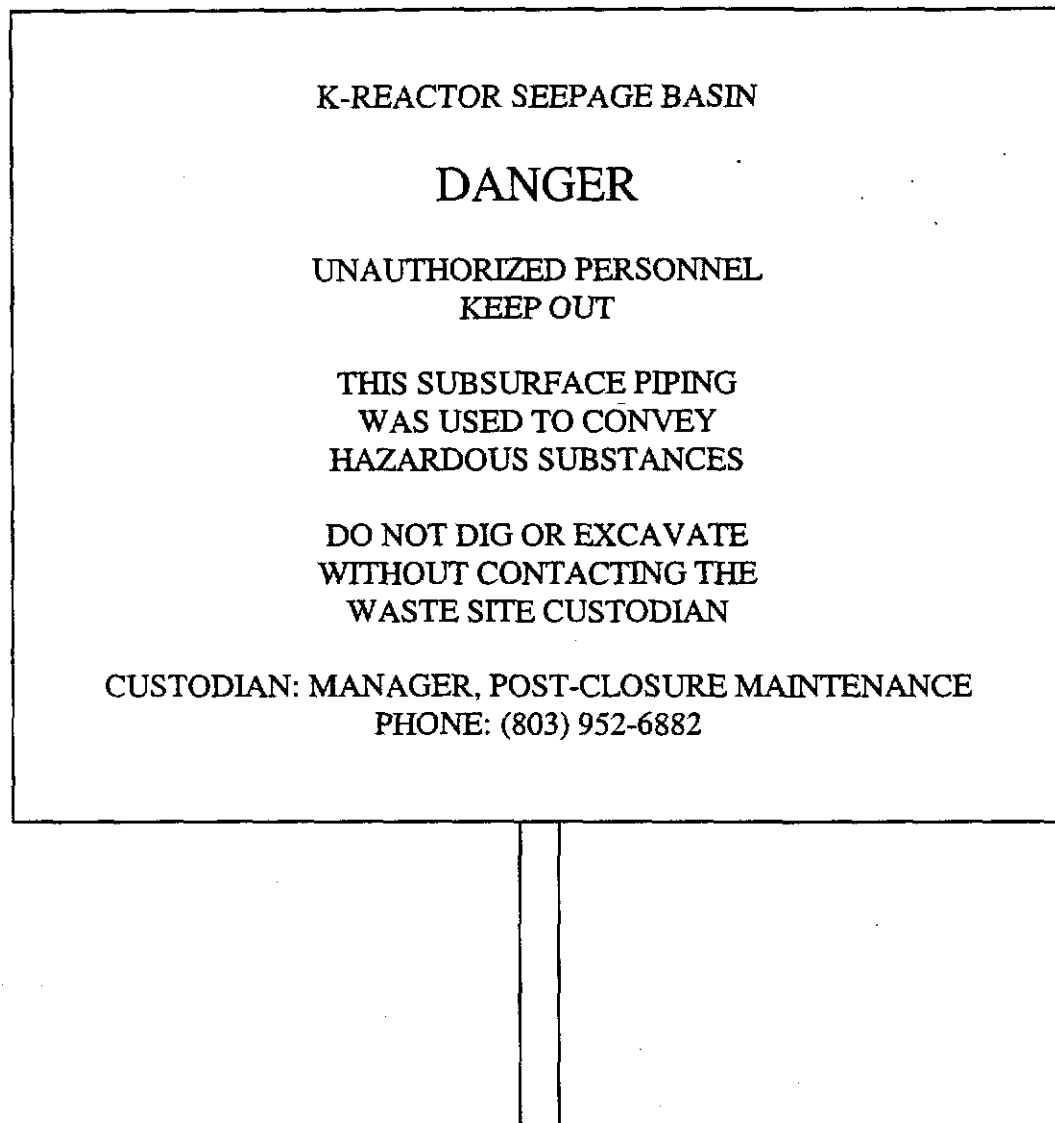 K-REACTOR SEEPAGE BASIN
DANGER
UNAUTHORIZED PERSONNEL
KEEP OUT
THIS SUBSURFACE PIPING
WAS USED TO CONVEY
HAZARDOUS SUBSTANCES
DO NOT DIG OR EXCAVATE
WITHOUT CONTACTING THE
WASTE SITE CUSTODIAN
CUSTODIAN: MANAGER, POST-CLOSURE MAINTENANCE
PHONE: (803) 952-6882